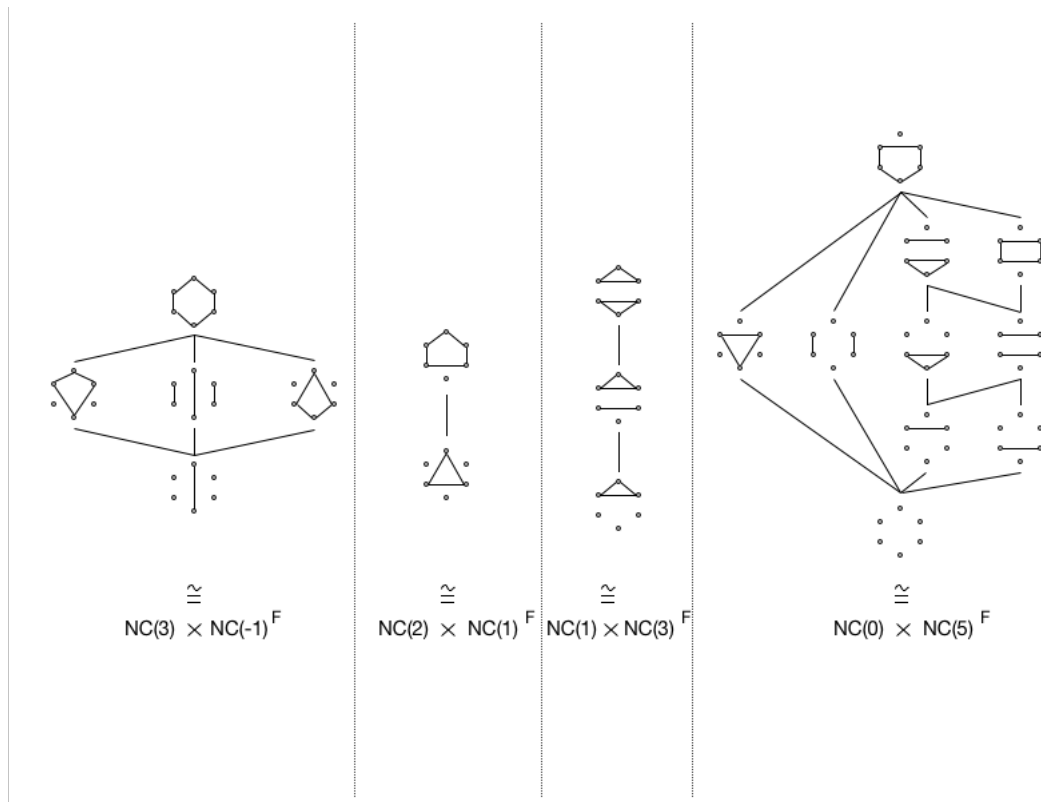 ≅ ≅ ≅ ≅
NC(3) × NC(-1)^F NC(2) × NC(1)^F NC(1) × NC(3)^F NC(0) × NC(5)^F